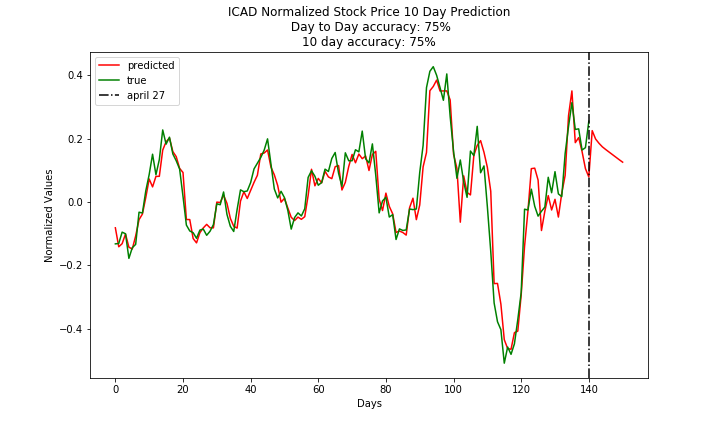 ICAD Normalized Stock Price 10 Day Prediction
Day to Day accuracy: 75%
10 day accuracy: 75%
predicted
true
april 27
0.4
0.2
0.0
−0.2
−0.4
Normalized Values
0
20
40
60
80
100
120
140
Days